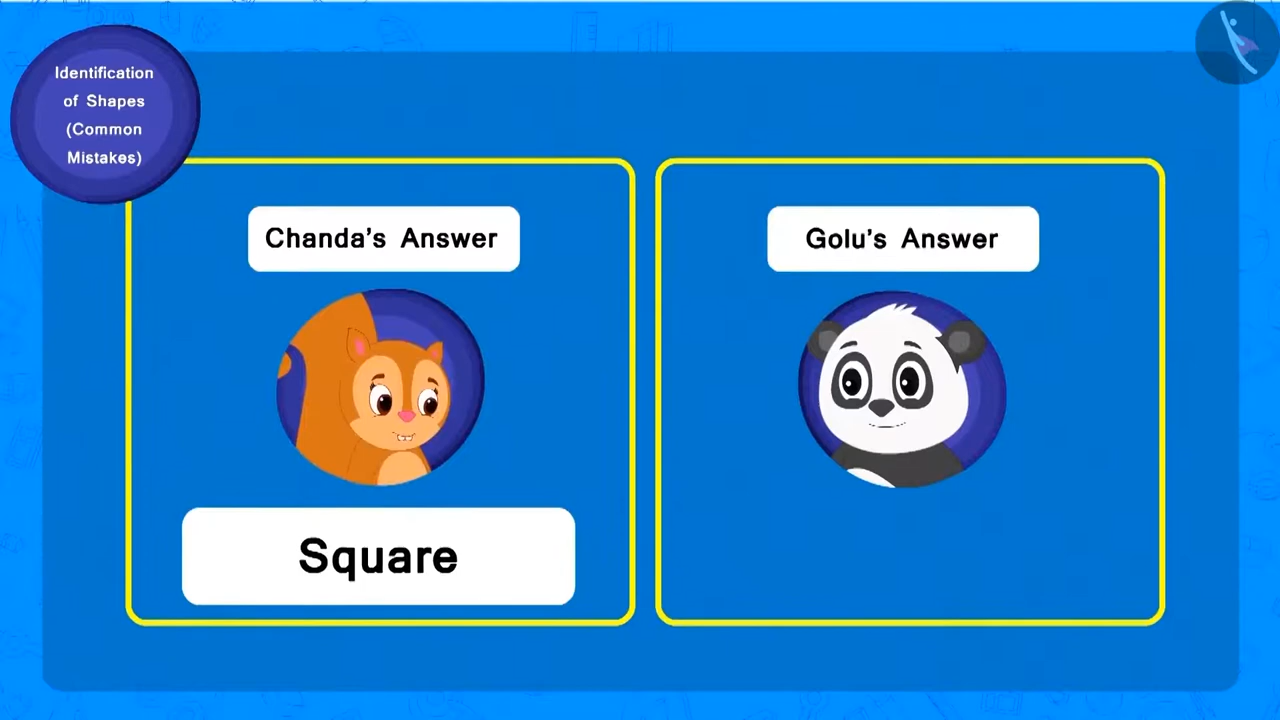 Identification
of Shapes
(Common
Mistakes)
Chanda's Answer
Golu's Answer
Square